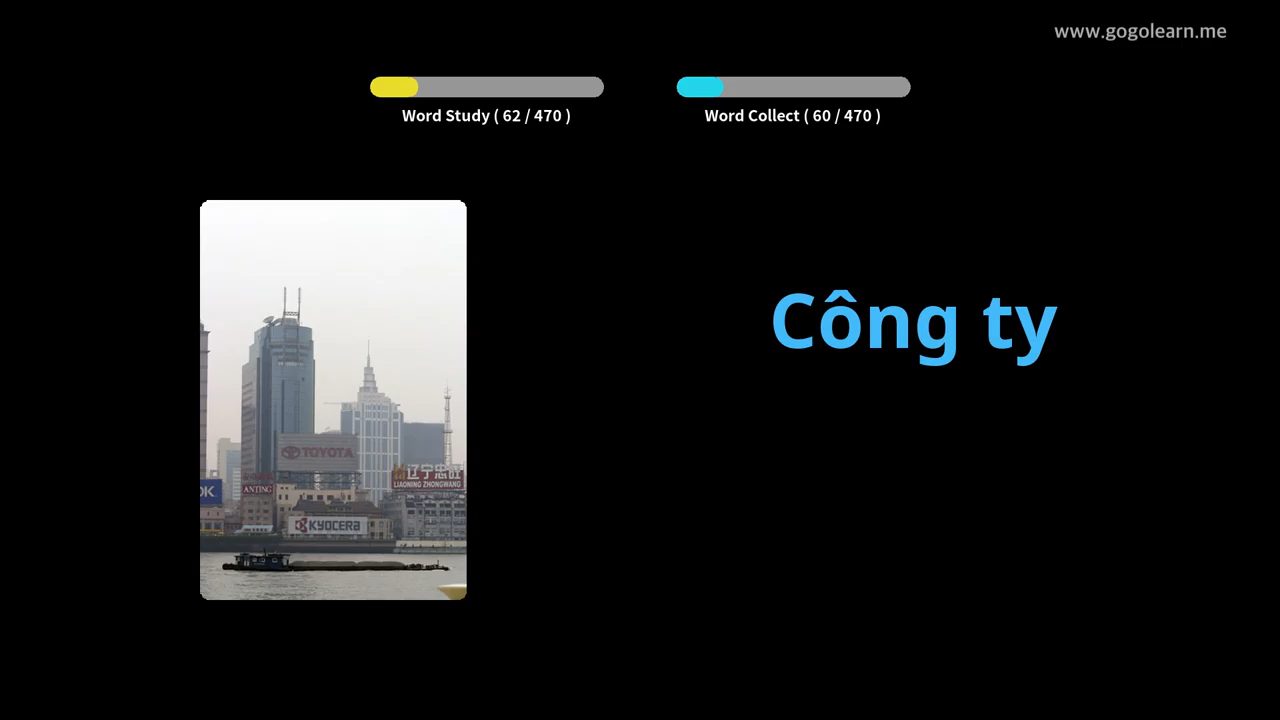 www.gogolearn.me
Word Study ( 62 / 470 )
Word Collect ( 60 / 470 )
Công ty
TOYOTA
辽宁忠旺
LIAONING ZHONGWANG
OK
ANTING
KYOCERA